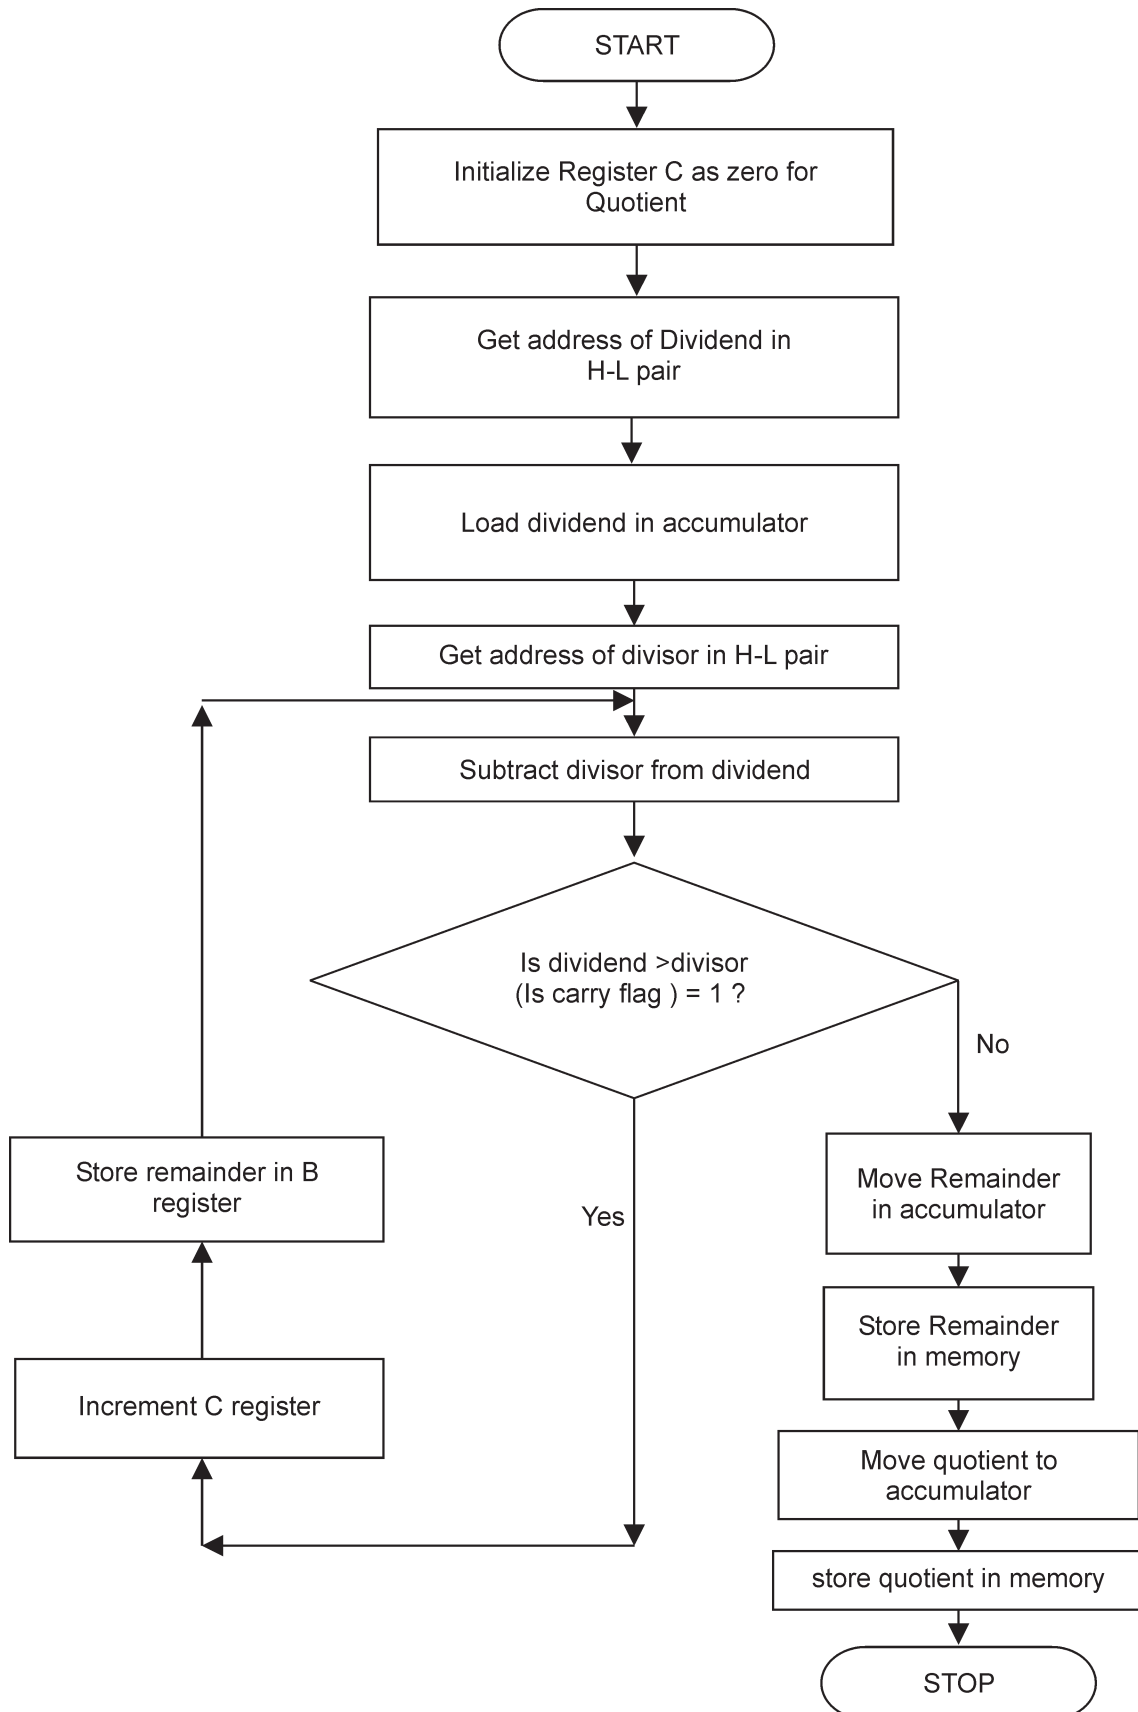 START
Initialize Register C as zero for
Quotient
Get address of Dividend in
H-L pair
Load dividend in accumulator
Get address of divisor in H-L pair
Subtract divisor from dividend
Is dividend >divisor
(Is carry flag ) = 1 ?
No
Yes
Store remainder in B
register
Increment C register
Move Remainder
in accumulator
Store Remainder
in memory
Move quotient to
accumulator
store quotient in memory
STOP